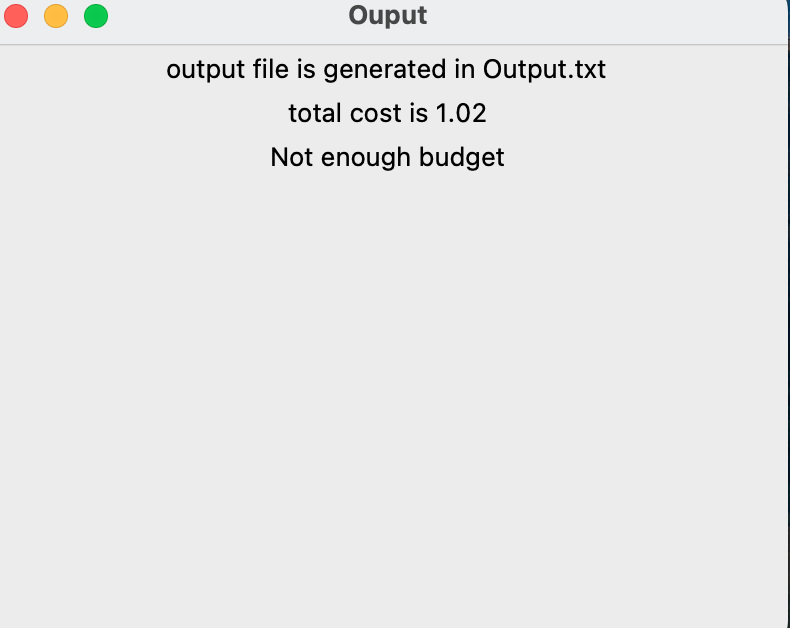 Ouput
output file is generated in Output.txt
total cost is 1.02
Not enough budget